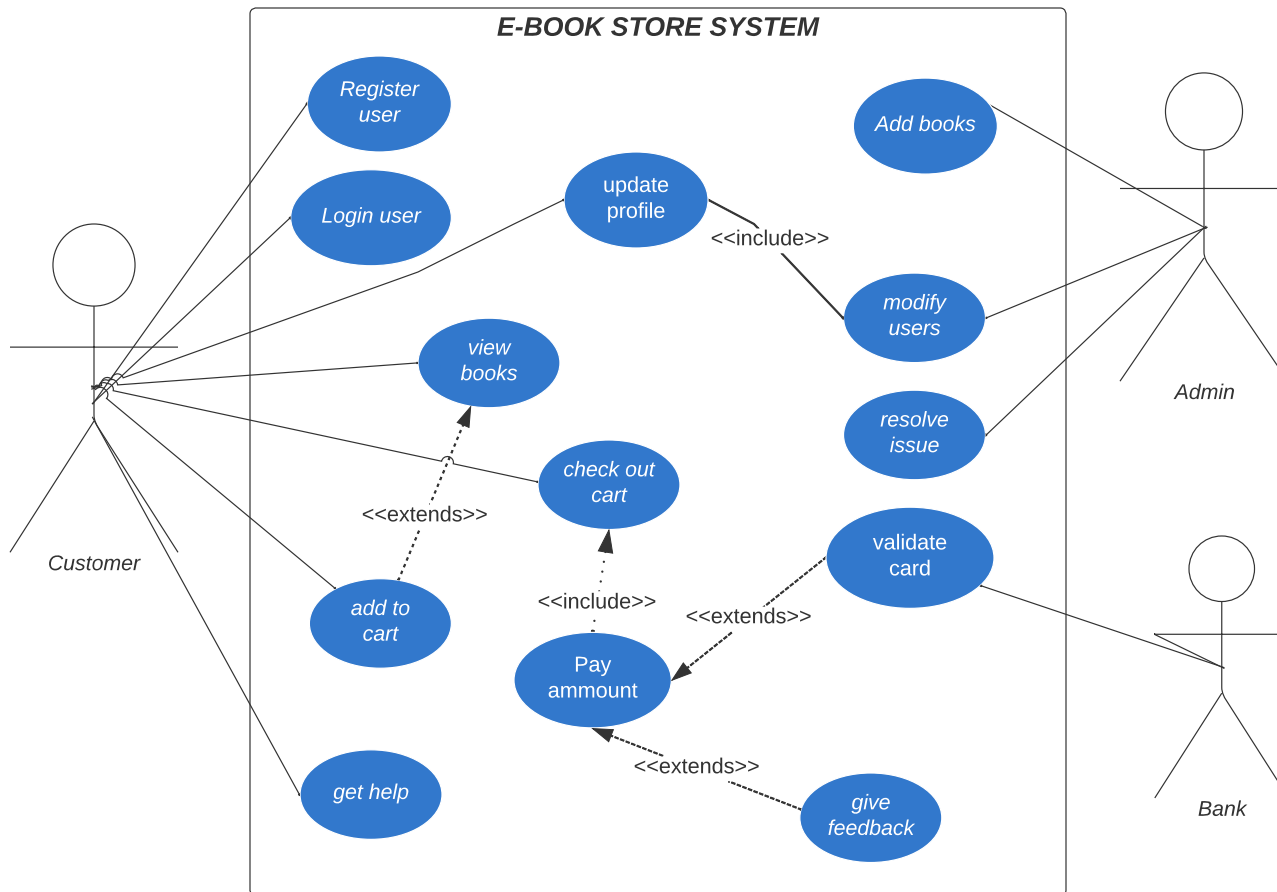 E-BOOK STORE SYSTEM
Register
user
Add books
Login user
update
profile
<<include>>
modify
users
view
books
Admin
resolve
issue
check out
cart
<<extends>>
validate
card
Customer
<<include>>
add to
cart
<<extends>>
Pay
ammount
<<extends>>
get help
give
feedback
Bank